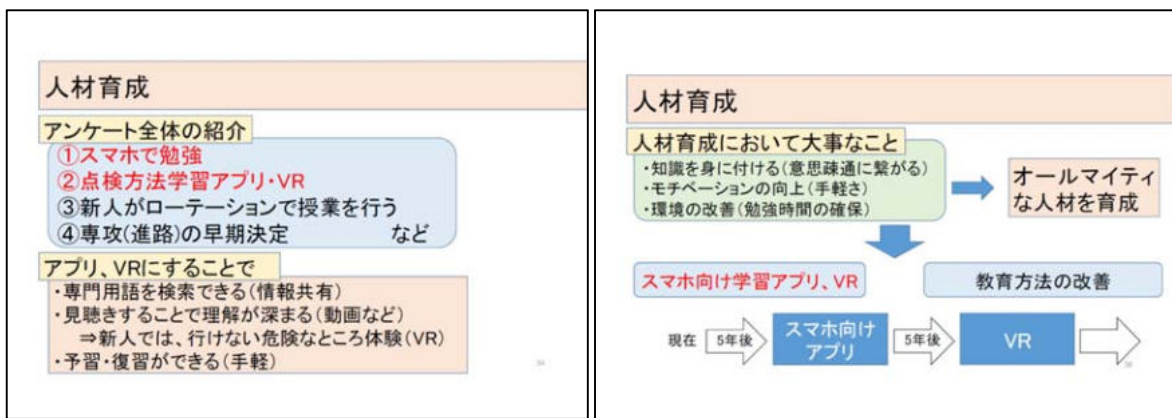 人材育成
アンケート全体の紹介
①スマホで勉強
②点検方法学習アプリ・VR
③新人がローテーションで授業を行う
④専攻(進路)の早期決定 など
アプリ、VRにすることで
・専門用語を検索できる(情報共有)
・見聴きすることで理解が深まる(動画など)
⇒新人では、行けない危険なところ体験(VR)
・予習・復習ができる(手軽)
人材育成
人材育成において大事なこと
・知識を身に付ける(意思疎通に繋がる)
・モチベーションの向上(手軽さ)
・環境の改善(勉強時間の確保)
オールマイティ
な人材を育成
スマホ向け学習アプリ、VR
教育方法の改善
現在
5年後
スマホ向け
アプリ
5年後
VR